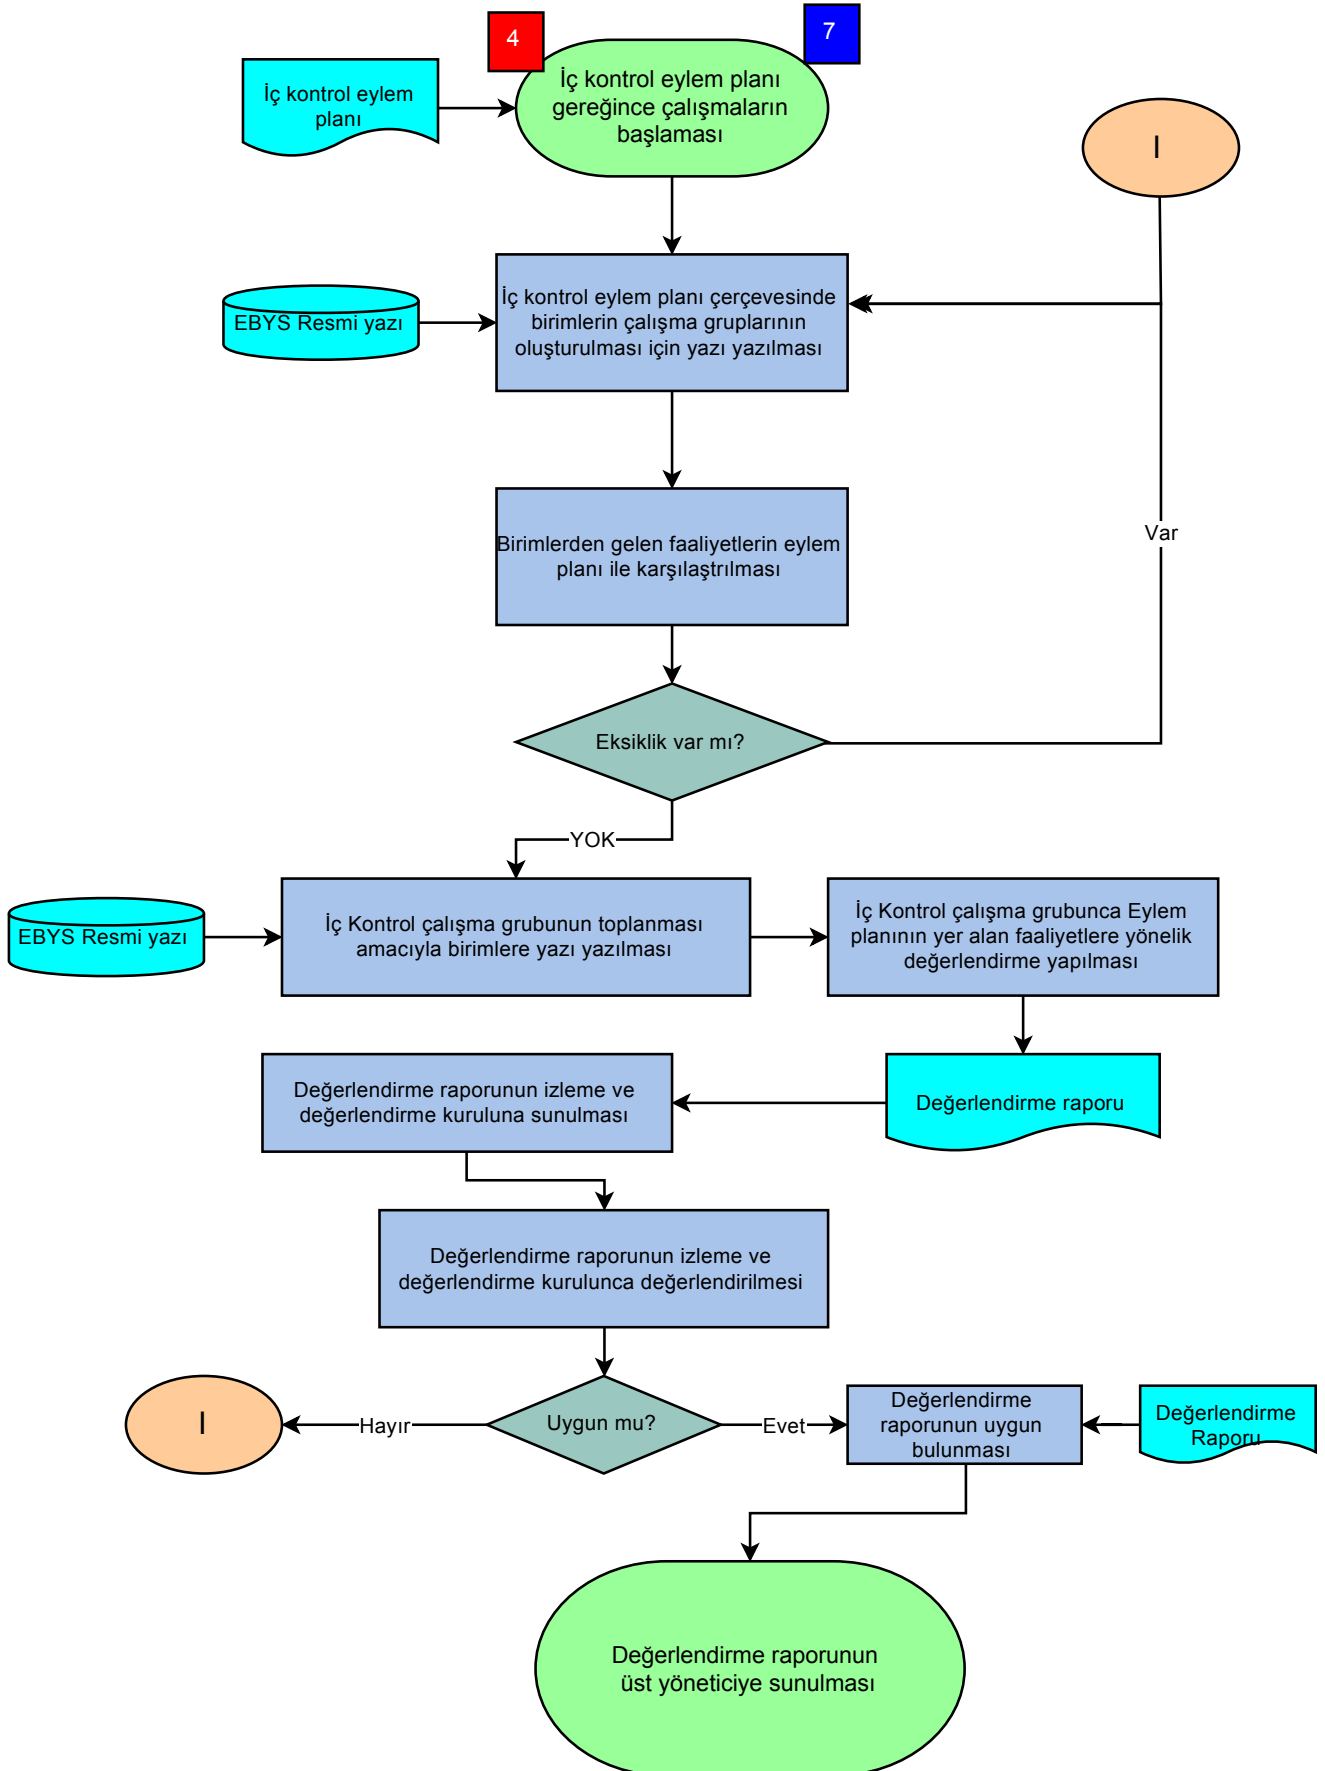 4
7
İç kontrol eylem planı
gereğince çalışmaların
başlaması
İç kontrol eylem
planı
I
İç kontrol eylem planı çerçevesinde
birimlerin çalışma gruplarının
oluşturulması için yazı yazılması
EBYS Resmi yazı
Birimlerden gelen faaliyetlerin eylem
planı ile karşılaştrılması
Var
Eksiklik var mı?
YOK
İç Kontrol çalışma grubunun toplanması
amacıyla birimlere yazı yazılması
EBYS Resmi yazı
İç Kontrol çalışma grubunca Eylem
planının yer alan faaliyetlere yönelik
değerlendirme yapılması
Değerlendirme raporunun izleme ve
değerlendirme kuruluna sunulması
Değerlendirme raporu
Değerlendirme raporunun izleme ve
değerlendirme kurulunca değerlendirilmesi
I
Hayır
Uygun mu?
Evet
Değerlendirme
raporunun uygun
bulunması
Değerlendirme
Raporu
Değerlendirme raporunun
üst yöneticiye sunulması